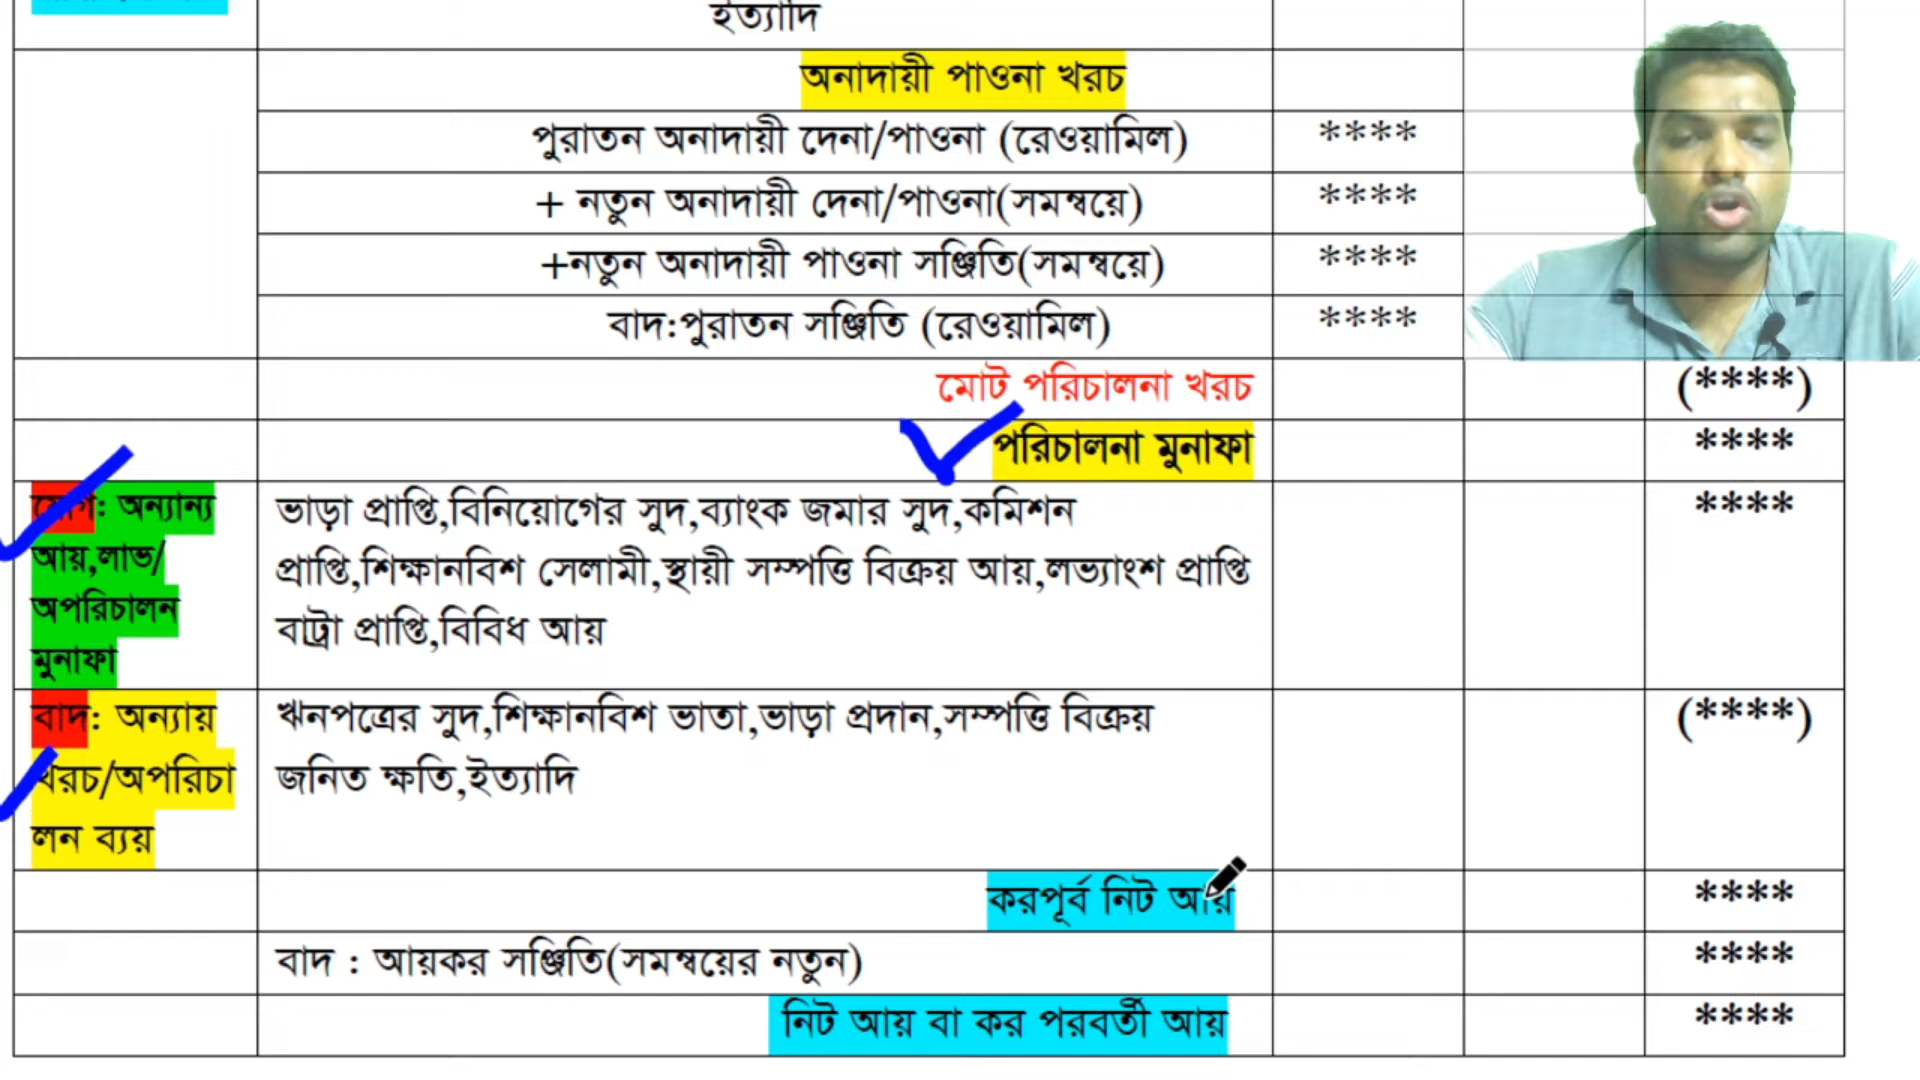 ইত্যাদি
অনাদায়ী পাওনা খরচ
পুরাতন অনাদায়ী দেনা/পাওনা (রেওয়ামিল) ****
+ নতুন অনাদায়ী দেনা/পাওনা(সমন্বয়ে) ****
+নতুন অনাদায়ী পাওনা সঞ্জিতি(সমন্বয়ে) ****
বাদ:পুরাতন সঞ্জিতি (রেওয়ামিল) ****
মোট পরিচালনা খরচ (****)
পরিচালনা মুনাফা ****
যোগ: অন্যান্য
আয়,লাভ/
অপরিচালন
মুনাফা
ভাড়া প্রাপ্তি,বিনিয়োগের সুদ,ব্যাংক জমার সুদ,কমিশন ****
প্রাপ্তি,শিক্ষানবিশ সেলামী,স্থায়ী সম্পত্তি বিক্রয় আয়,লভ্যাংশ প্রাপ্তি
বাট্রা প্রাপ্তি,বিবিধ আয়
বাদ: অন্যায়
খরচ/অপরিচা
লন ব্যয়
ঋনপত্রের সুদ,শিক্ষানবিশ ভাতা,ভাড়া প্রদান,সম্পত্তি বিক্রয় (****)
জনিত ক্ষতি,ইত্যাদি
করপূর্ব নিট আয় ****
বাদ : আয়কর সঞ্জিতি(সমন্বয়ের নতুন) ****
নিট আয় বা কর পরবর্তী আয় ****